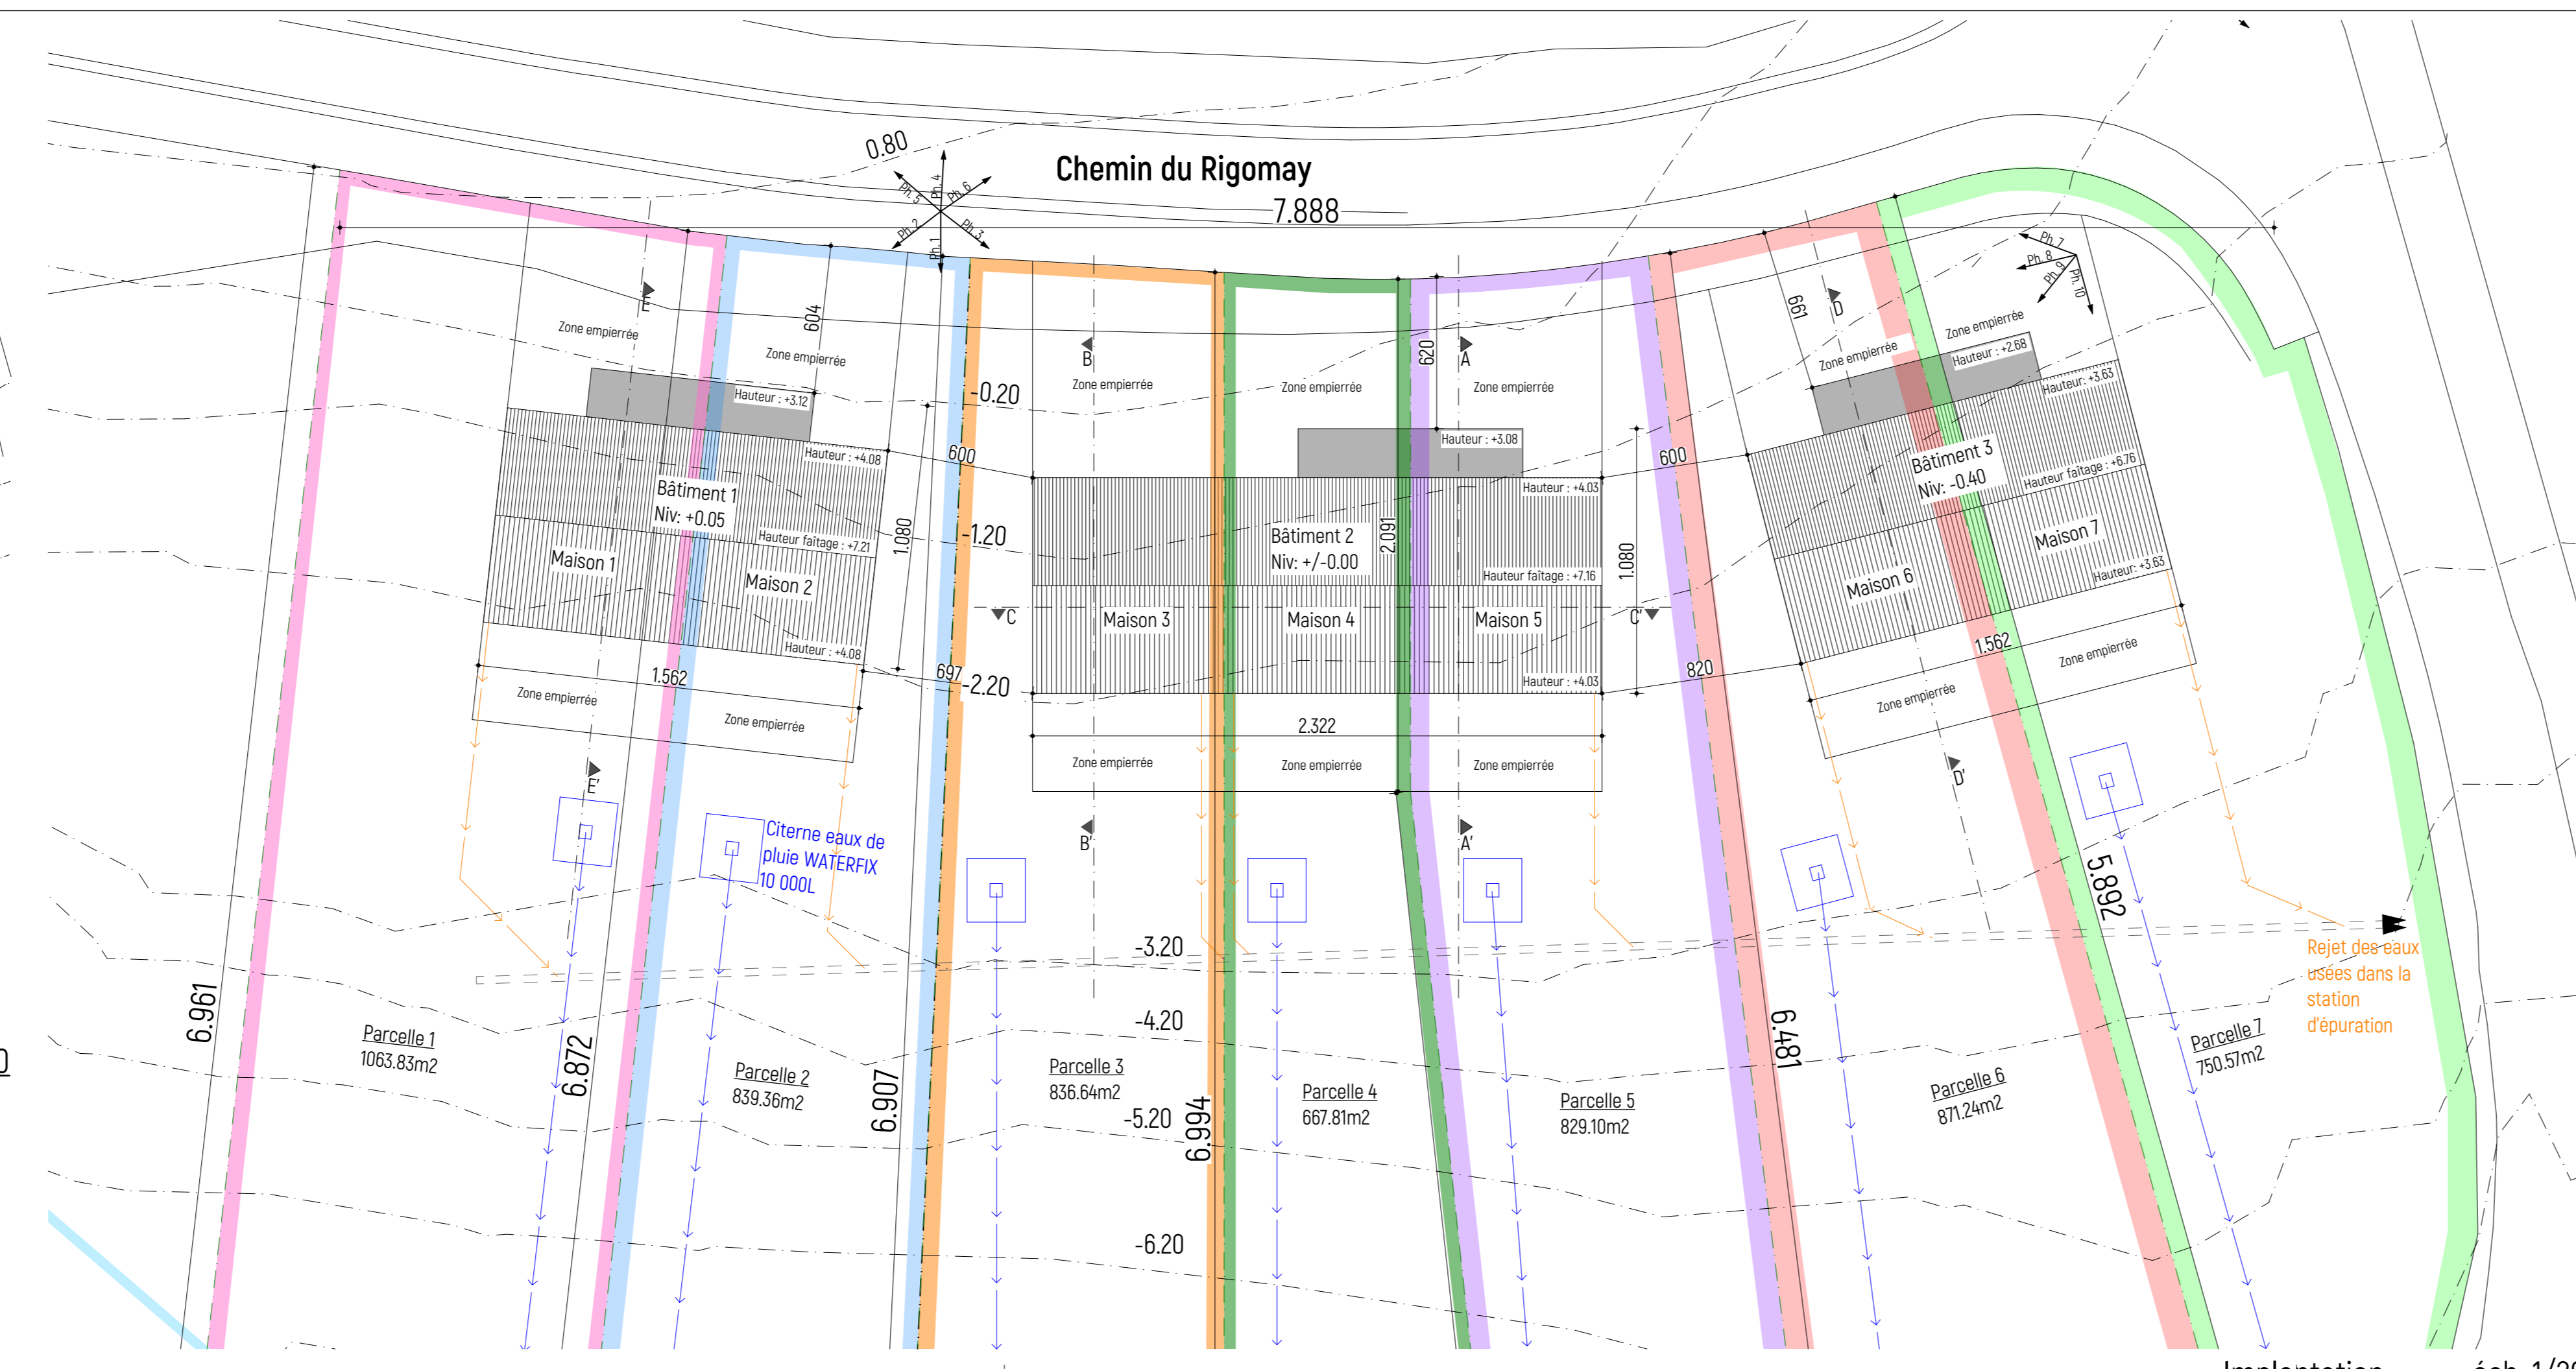 0.80
Chemin du Rigomay
7.888
Ph. 1
Ph. 2
Ph. 3
Ph. 4
Ph. 5
Ph. 6
Ph. 7
Ph. 8
Ph. 9
Ph. 10
E
604
Zone empierrée
Zone empierrée
B
-0.20
Zone empierrée
Zone empierrée
620
A
Zone empierrée
661
D
Zone empierrée
Zone empierrée
Hauteur : +3.12
Hauteur : +4.08
Bâtiment 1
Niv: +0.05
Hauteur faîtage : +7.21
Maison 1
Maison 2
Hauteur : +4.08
1.080
600
-1.20
697
-2.20
1.562
Zone empierrée
Zone empierrée
E'
Hauteur : +3.08
Hauteur : +4.03
Bâtiment 2
Niv: +/-0.00
2.091
Hauteur faîtage : +7.16
C
Maison 3
Maison 4
Maison 5
C'
Hauteur : +4.03
1.080
600
820
2.322
Zone empierrée
Zone empierrée
Zone empierrée
B'
A'
Hauteur : +2.68
Hauteur: +3.63
Bâtiment 3
Niv: -0.40
Hauteur faîtage : +6.76
Maison 6
Maison 7
Hauteur: +3.63
1.562
Zone empierrée
Zone empierrée
D'
Citerne eaux de
pluie WATERFIX
10 000L
-3.20
-4.20
-5.20
-6.20
Rejet des eaux
usées dans la
station
d'épuration
6.961
6.872
6.907
6.994
6.481
5.892
Parcelle 1
1063.83m2
Parcelle 2
839.36m2
Parcelle 3
836.64m2
Parcelle 4
667.81m2
Parcelle 5
829.10m2
Parcelle 6
871.24m2
Parcelle 7
750.57m2
0
Implantation
éch. 1/2